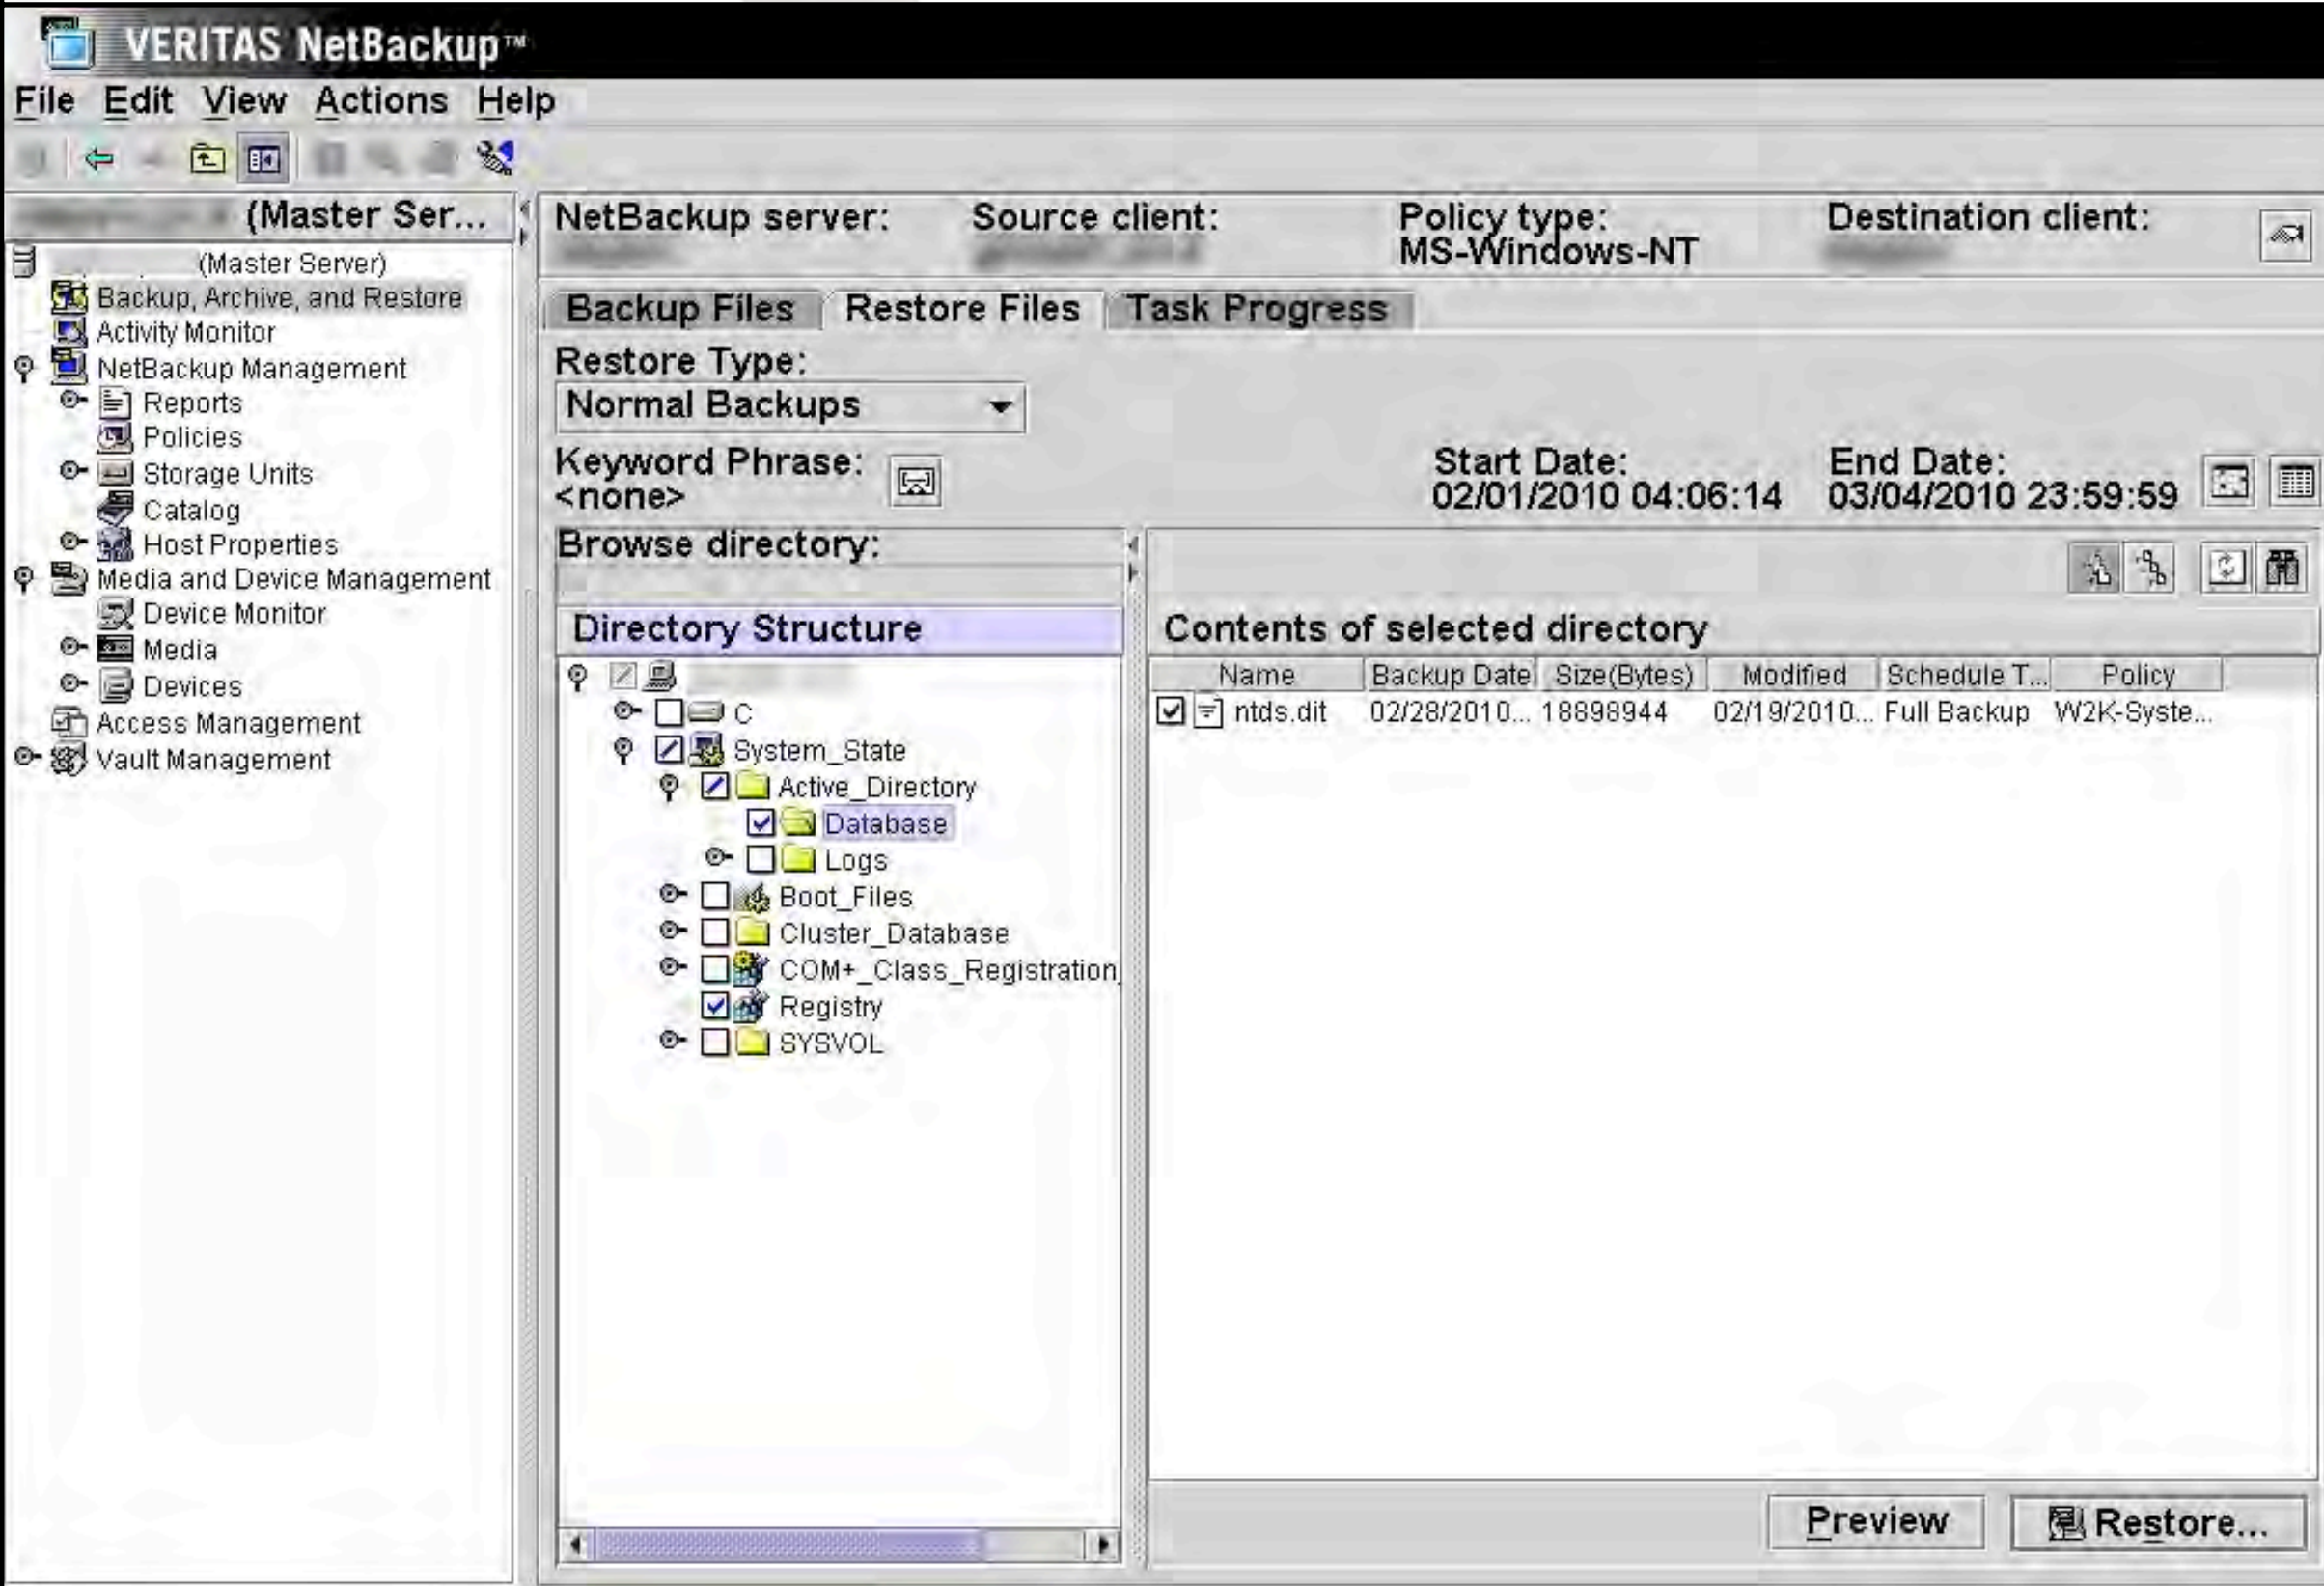 VERITAS NetBackup™
File Edit View Actions Help
(Master Ser...
(Master Server)
Backup, Archive, and Restore
Activity Monitor
NetBackup Management
Reports
Policies
Storage Units
Catalog
Host Properties
Media and Device Management
Device Monitor
Media
Devices
Access Management
Vault Management
NetBackup server: Source client: Policy type: Destination client:
MS-Windows-NT
Backup Files Restore Files Task Progress
Restore Type:
Normal Backups
Keyword Phrase: Start Date: End Date:
<none> 02/01/2010 04:06:14 03/04/2010 23:59:59
Browse directory:
Directory Structure
C
System_State
Active_Directory
Database
Logs
Boot_Files
Cluster_Database
COM+_Class_Registration_
Registry
SYSVOL
Contents of selected directory
Name Backup Date Size(Bytes) Modified Schedule T... Policy
ntds.dit 02/28/2010... 18898944 02/19/2010... Full Backup W2K-Syste...
Preview Restore...